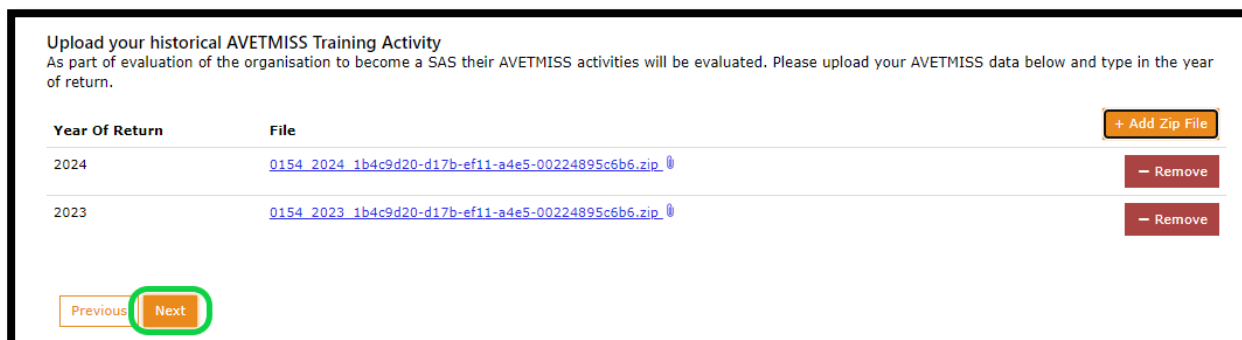 Upload your historical AVETMISS Training Activity
As part of evaluation of the organisation to become a SAS their AVETMISS activities will be evaluated. Please upload your AVETMISS data below and type in the year
of return.
Year Of Return File + Add Zip File
2024 0154_2024_1b4c9d20-d17b-ef11-a4e5-00224895c6b6.zip − Remove
2023 0154_2023_1b4c9d20-d17b-ef11-a4e5-00224895c6b6.zip − Remove
Previous Next